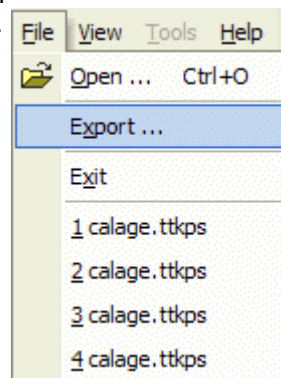 File View Tools Help
Open ... Ctrl+O
Export ...
Exit
1 calage.ttkps
2 calage.ttkps
3 calage.ttkps
4 calage.ttkps